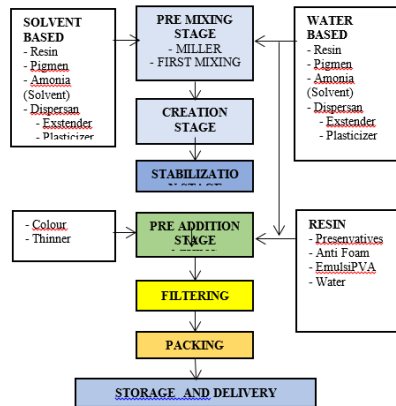 SOLVENT
BASED
- Resin
- Pigmen
- Amonia
(Solvent)
- Dispersan
- Exstender
- Plasticizer
PRE MIXING
STAGE
- MILLER
- FIRST MIXING
WATER
BASED
- Resin
- Pigmen
- Amonia
(Solvent)
- Dispersan
- Exstender
- Plasticizer
CREATION
STAGE
STABILIZATIO
N STAGE
- Colour
- Thinner
PRE ADDITION
STAGE
RESIN
- Presenvatives
- Anti Foam
- EmulsiPVA
- Water
FILTERING
PACKING
STORAGE AND DELIVERY